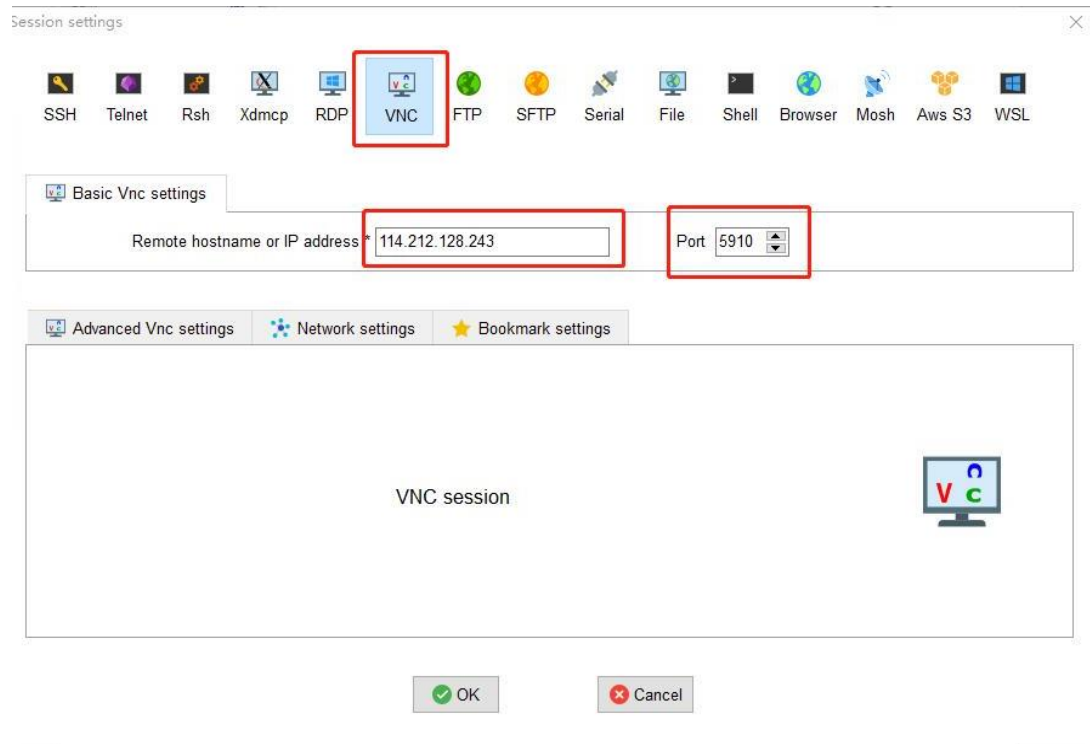 Session settings
SSH Telnet Rsh Xdmcp RDP VNC FTP SFTP Serial File Shell Browser Mosh Aws S3 WSL
Basic Vnc settings
Remote hostname or IP address * 114.212.128.243 Port 5910
Advanced Vnc settings Network settings Bookmark settings
VNC session
OK Cancel